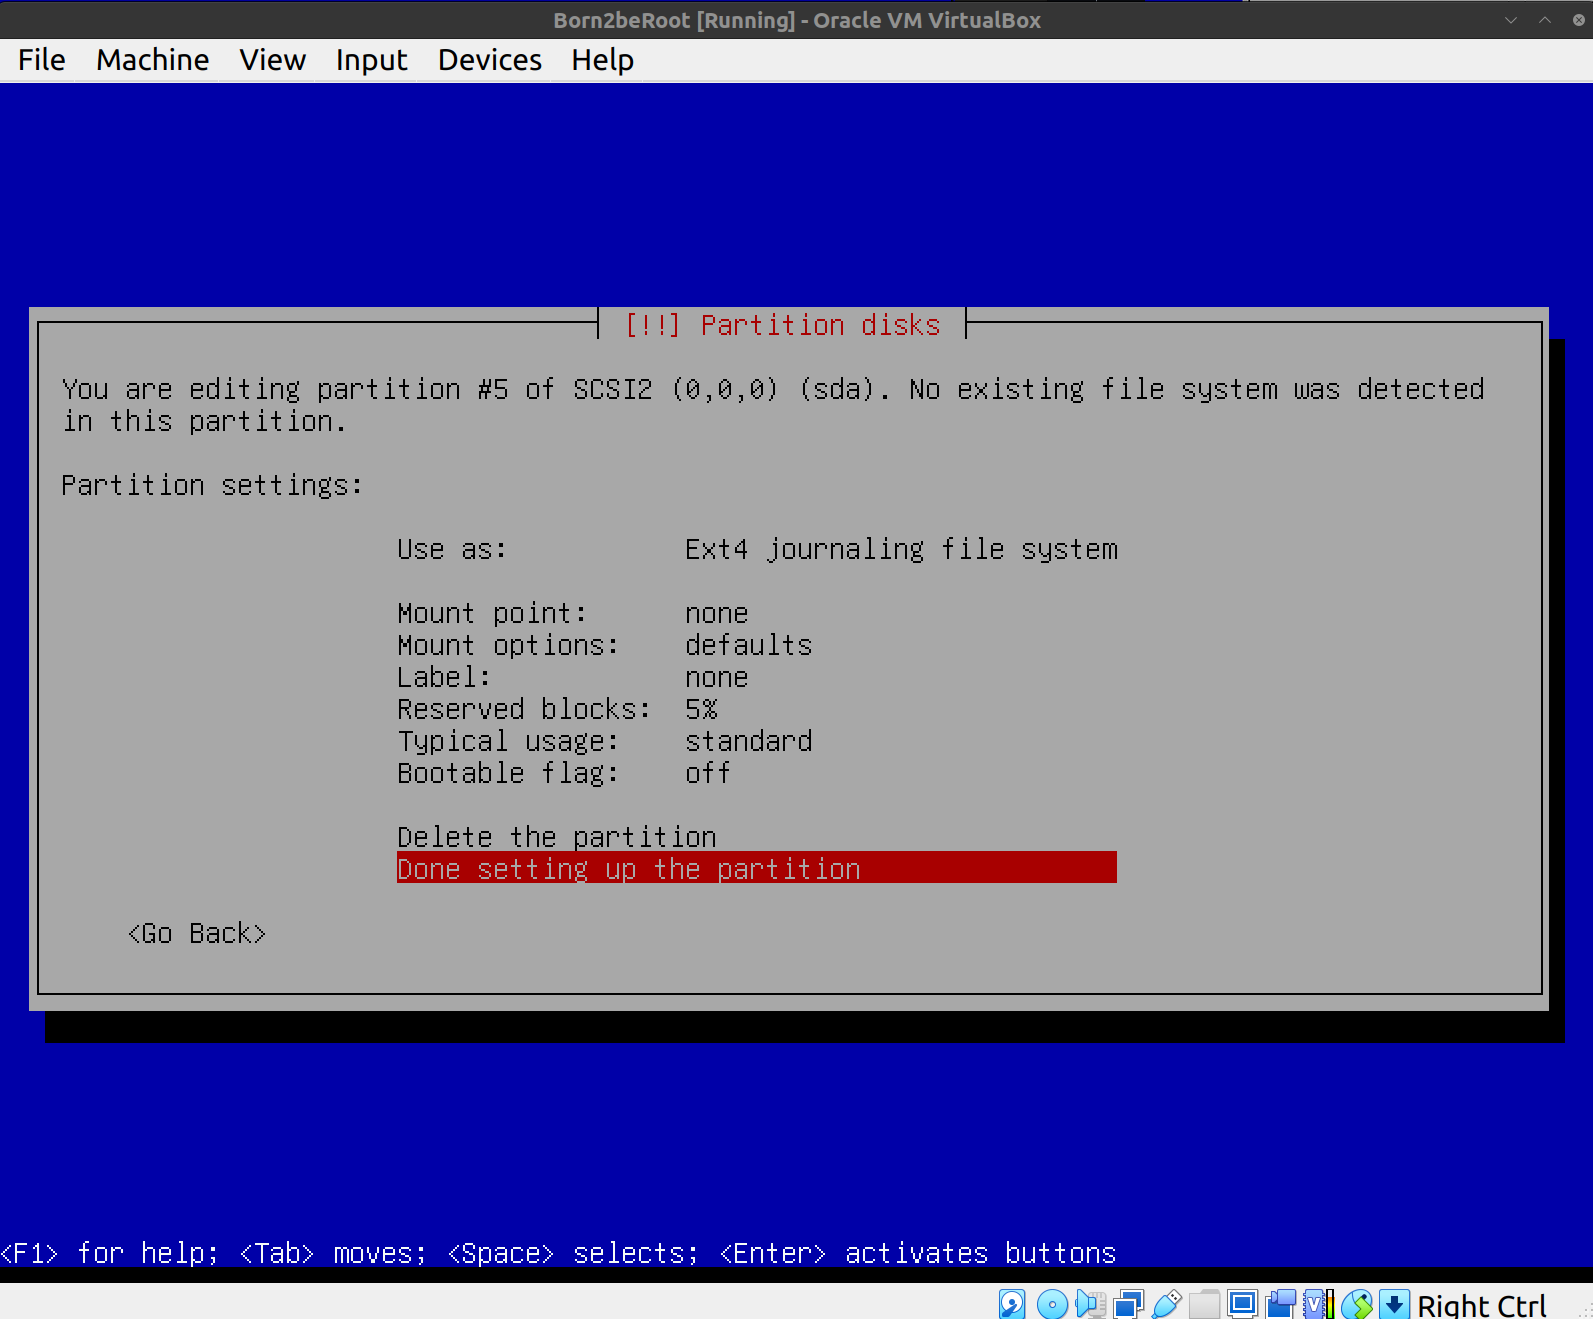 Born2beRoot [Running] - Oracle VM VirtualBox
File Machine View Input Devices Help
[!!] Partition disks
You are editing partition #5 of SCSI2 (0,0,0) (sda). No existing file system was detected
in this partition.
Partition settings:
Use as: Ext4 journaling file system
Mount point: none
Mount options: defaults
Label: none
Reserved blocks: 5%
Typical usage: standard
Bootable flag: off
Delete the partition
Done setting up the partition
<Go Back>
<F1> for help; <Tab> moves; <Space> selects; <Enter> activates buttons
Right Ctrl